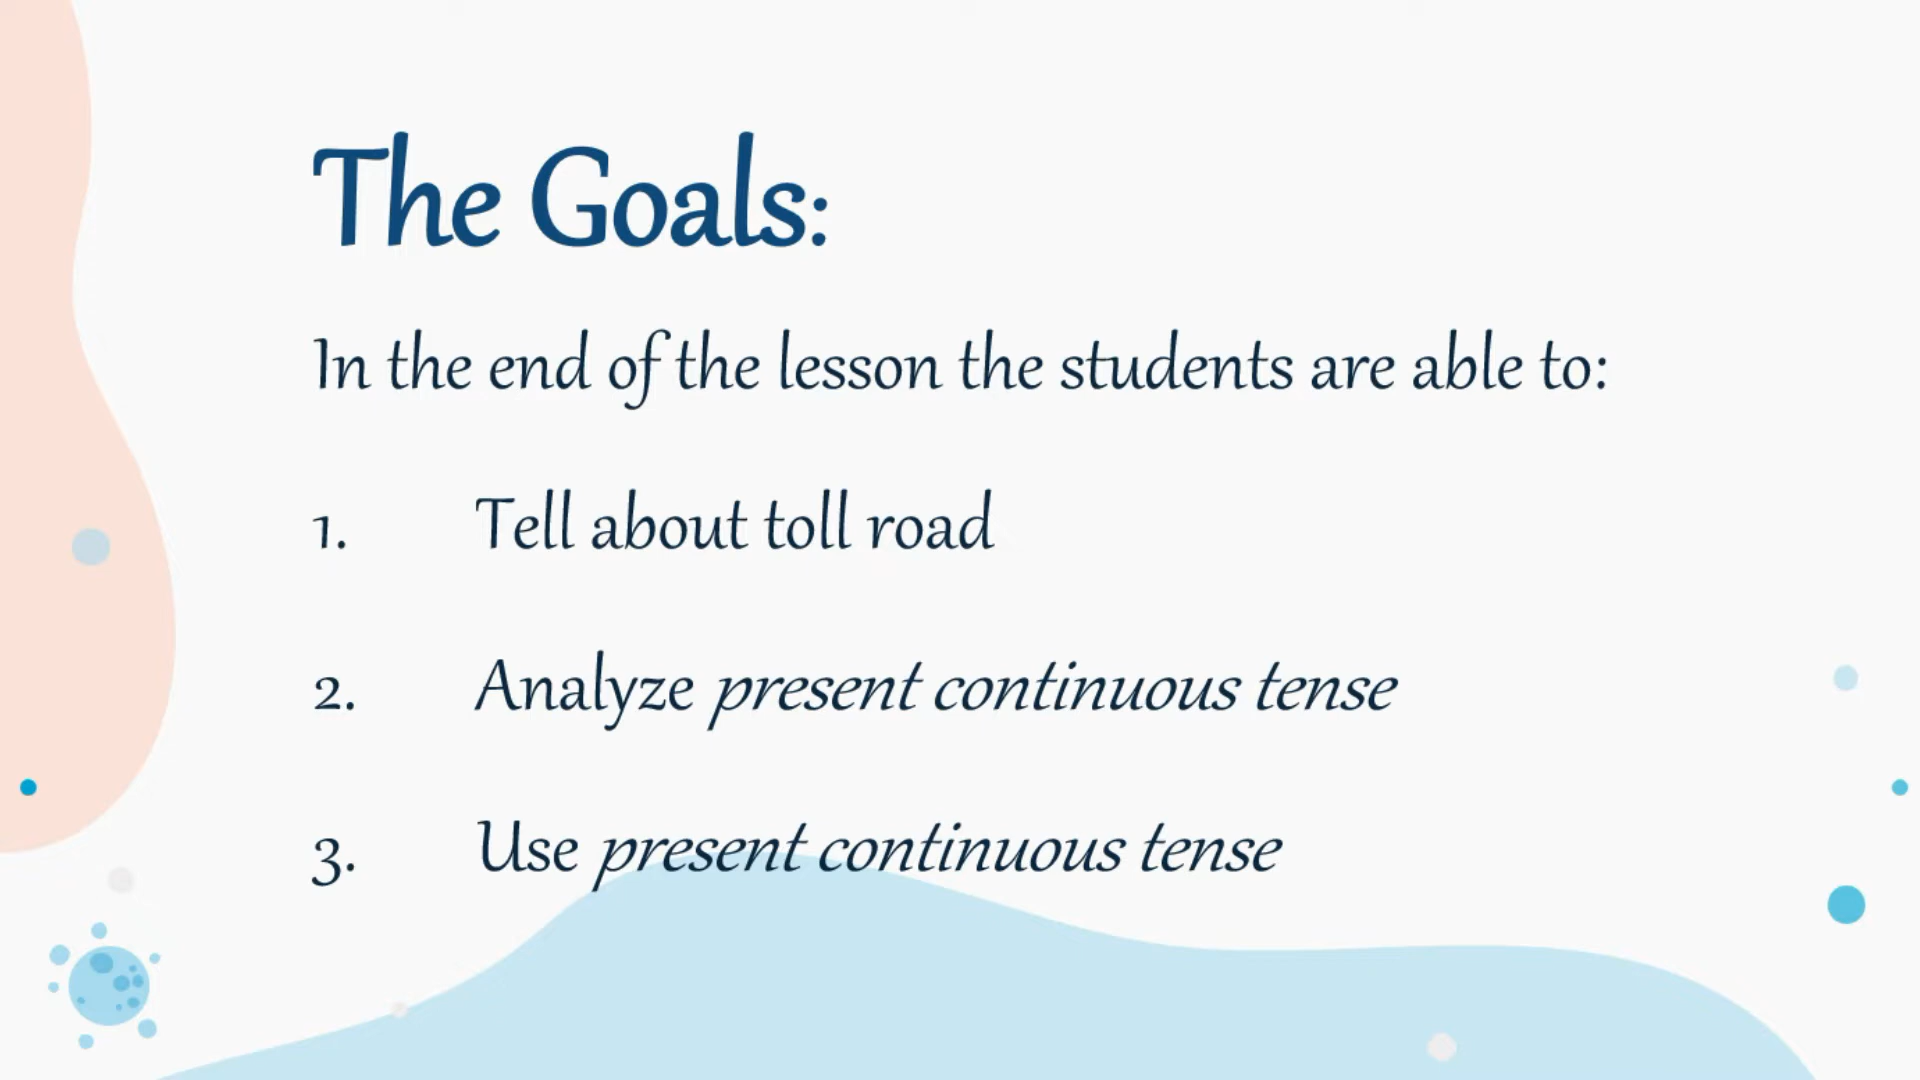 The Goals:
In the end of the lesson the students are able to:
1. Tell about toll road
2. Analyze present continuous tense
3. Use present continuous tense